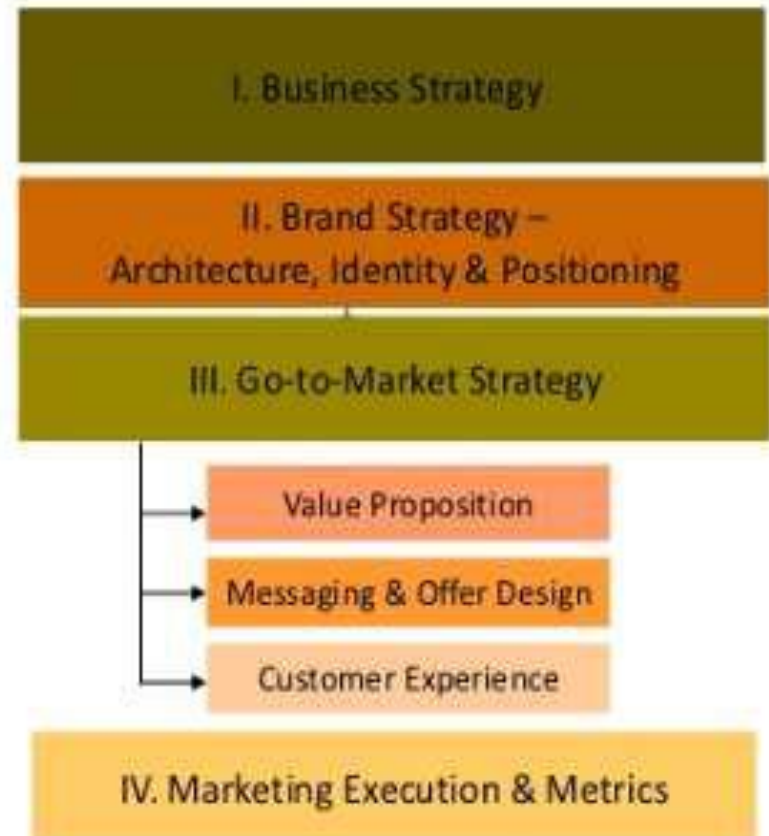 I. Business Strategy
II. Brand Strategy –
Architecture, Identity & Positioning
III. Go-to-Market Strategy
Value Proposition
Messaging & Offer Design
Customer Experience
IV. Marketing Execution & Metrics